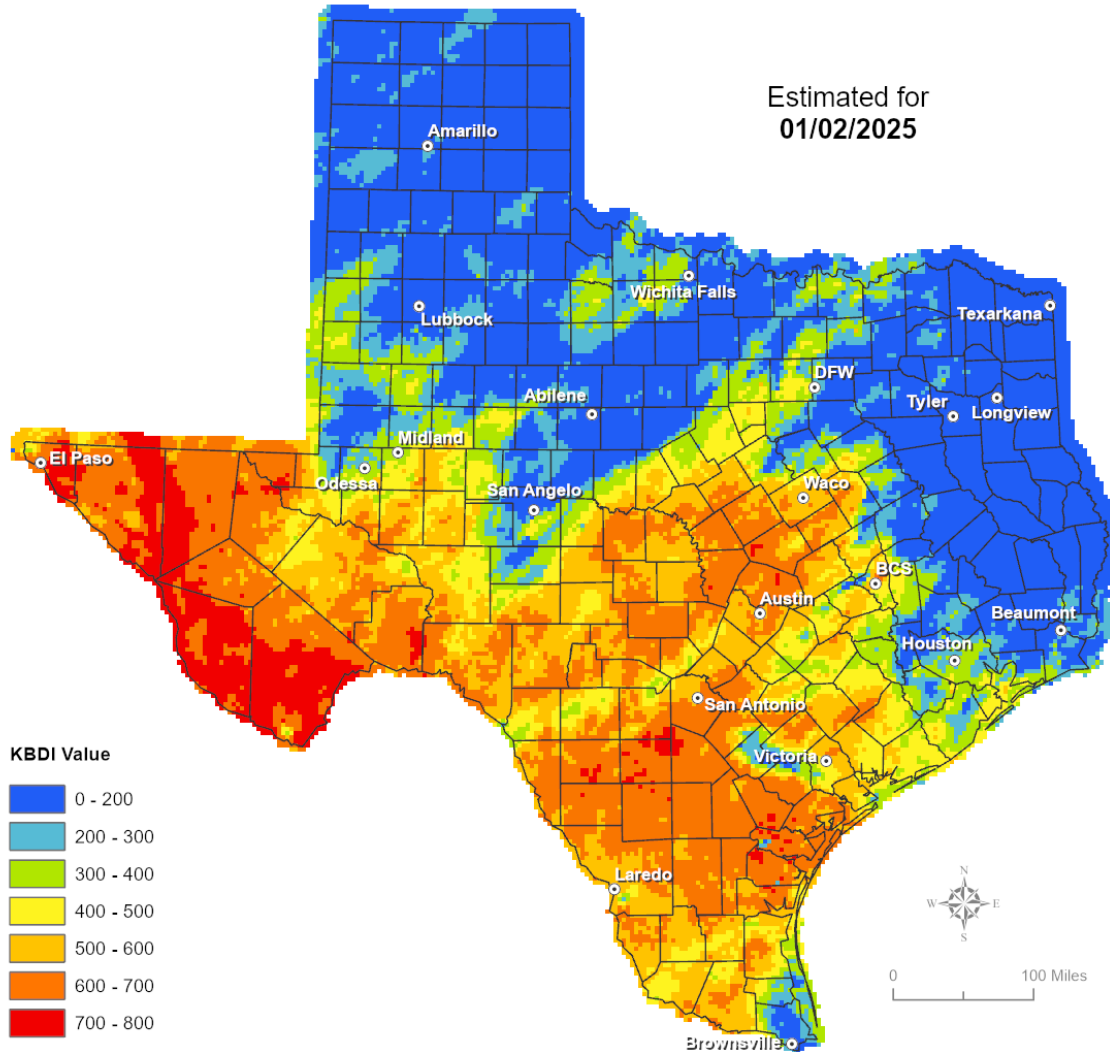 Estimated for
01/02/2025
Amarillo
Wichita Falls
Lubbock
Texarkana
DFW
Abilene
Tyler
Longview
Midland
El Paso
Odessa
San Angelo
Waco
BCS
Austin
Beaumont
Houston
San Antonio
Victoria
KBDI Value
0 - 200
200 - 300
300 - 400
400 - 500
500 - 600
600 - 700
700 - 800
Laredo
N
W E
S
0 100 Miles
Brownsville